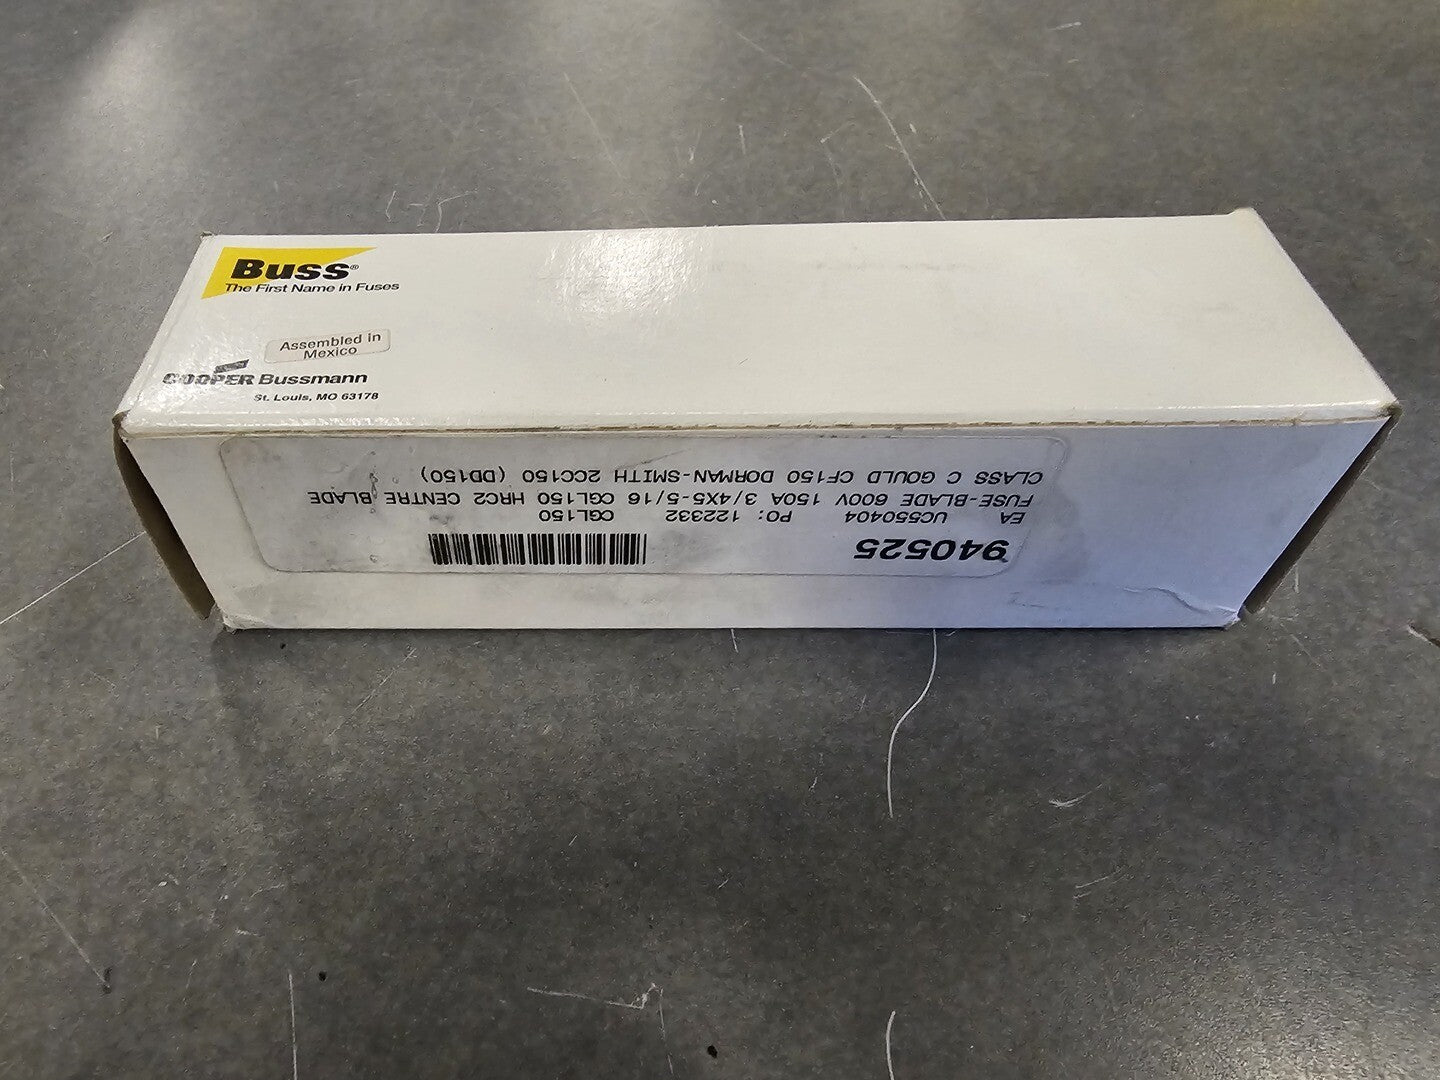 Buss®
The First Name in Fuses
Assembled in
Mexico
COOPER Bussmann
St. Louis, MO 63178
940525
EA UC550404 PO: 122332 CGL150
FUSE-BLADE 600V 150A 3/4X5-5/16 CGL150 HRC2 CENTRE BLADE
CLASS C GOULD CF150 DORMAN-SMITH 2CC150 (DD150)